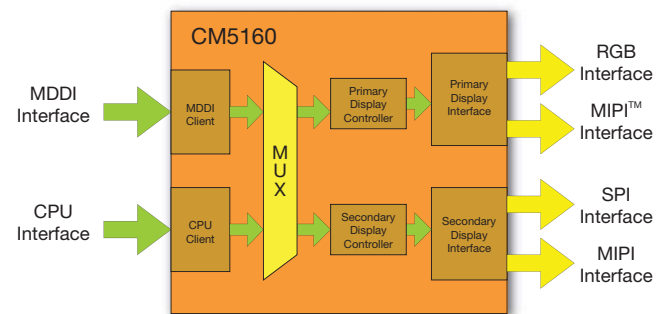 CM5160
MDDI
Interface
MDDI
Client
M
U
X
Primary
Display
Controller
Primary
Display
Interface
RGB
Interface
MIPI™
Interface
CPU
Interface
CPU
Client
Secondary
Display
Controller
Secondary
Display
Interface
SPI
Interface
MIPI
Interface